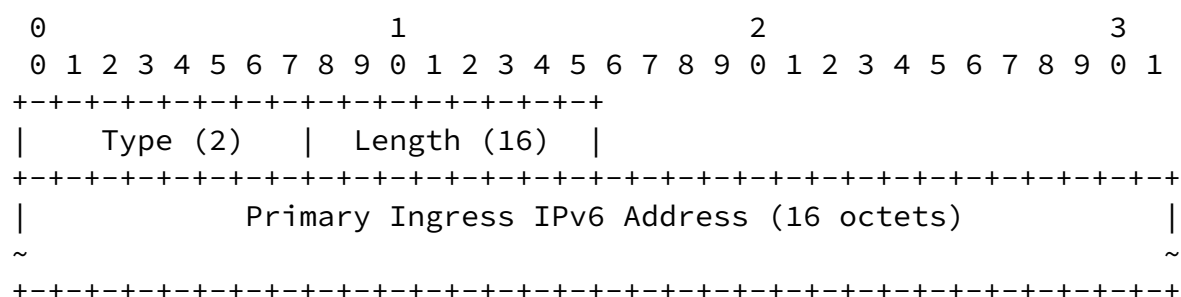 0                   1                   2                   3
 0 1 2 3 4 5 6 7 8 9 0 1 2 3 4 5 6 7 8 9 0 1 2 3 4 5 6 7 8 9 0 1
+-+-+-+-+-+-+-+-+-+-+-+-+-+-+-+-+
|    Type (2)   |  Length (16)  |
+-+-+-+-+-+-+-+-+-+-+-+-+-+-+-+-+-+-+-+-+-+-+-+-+-+-+-+-+-+-+-+-+
|            Primary Ingress IPv6 Address (16 octets)           |
~                                                               ~
+-+-+-+-+-+-+-+-+-+-+-+-+-+-+-+-+-+-+-+-+-+-+-+-+-+-+-+-+-+-+-+-+